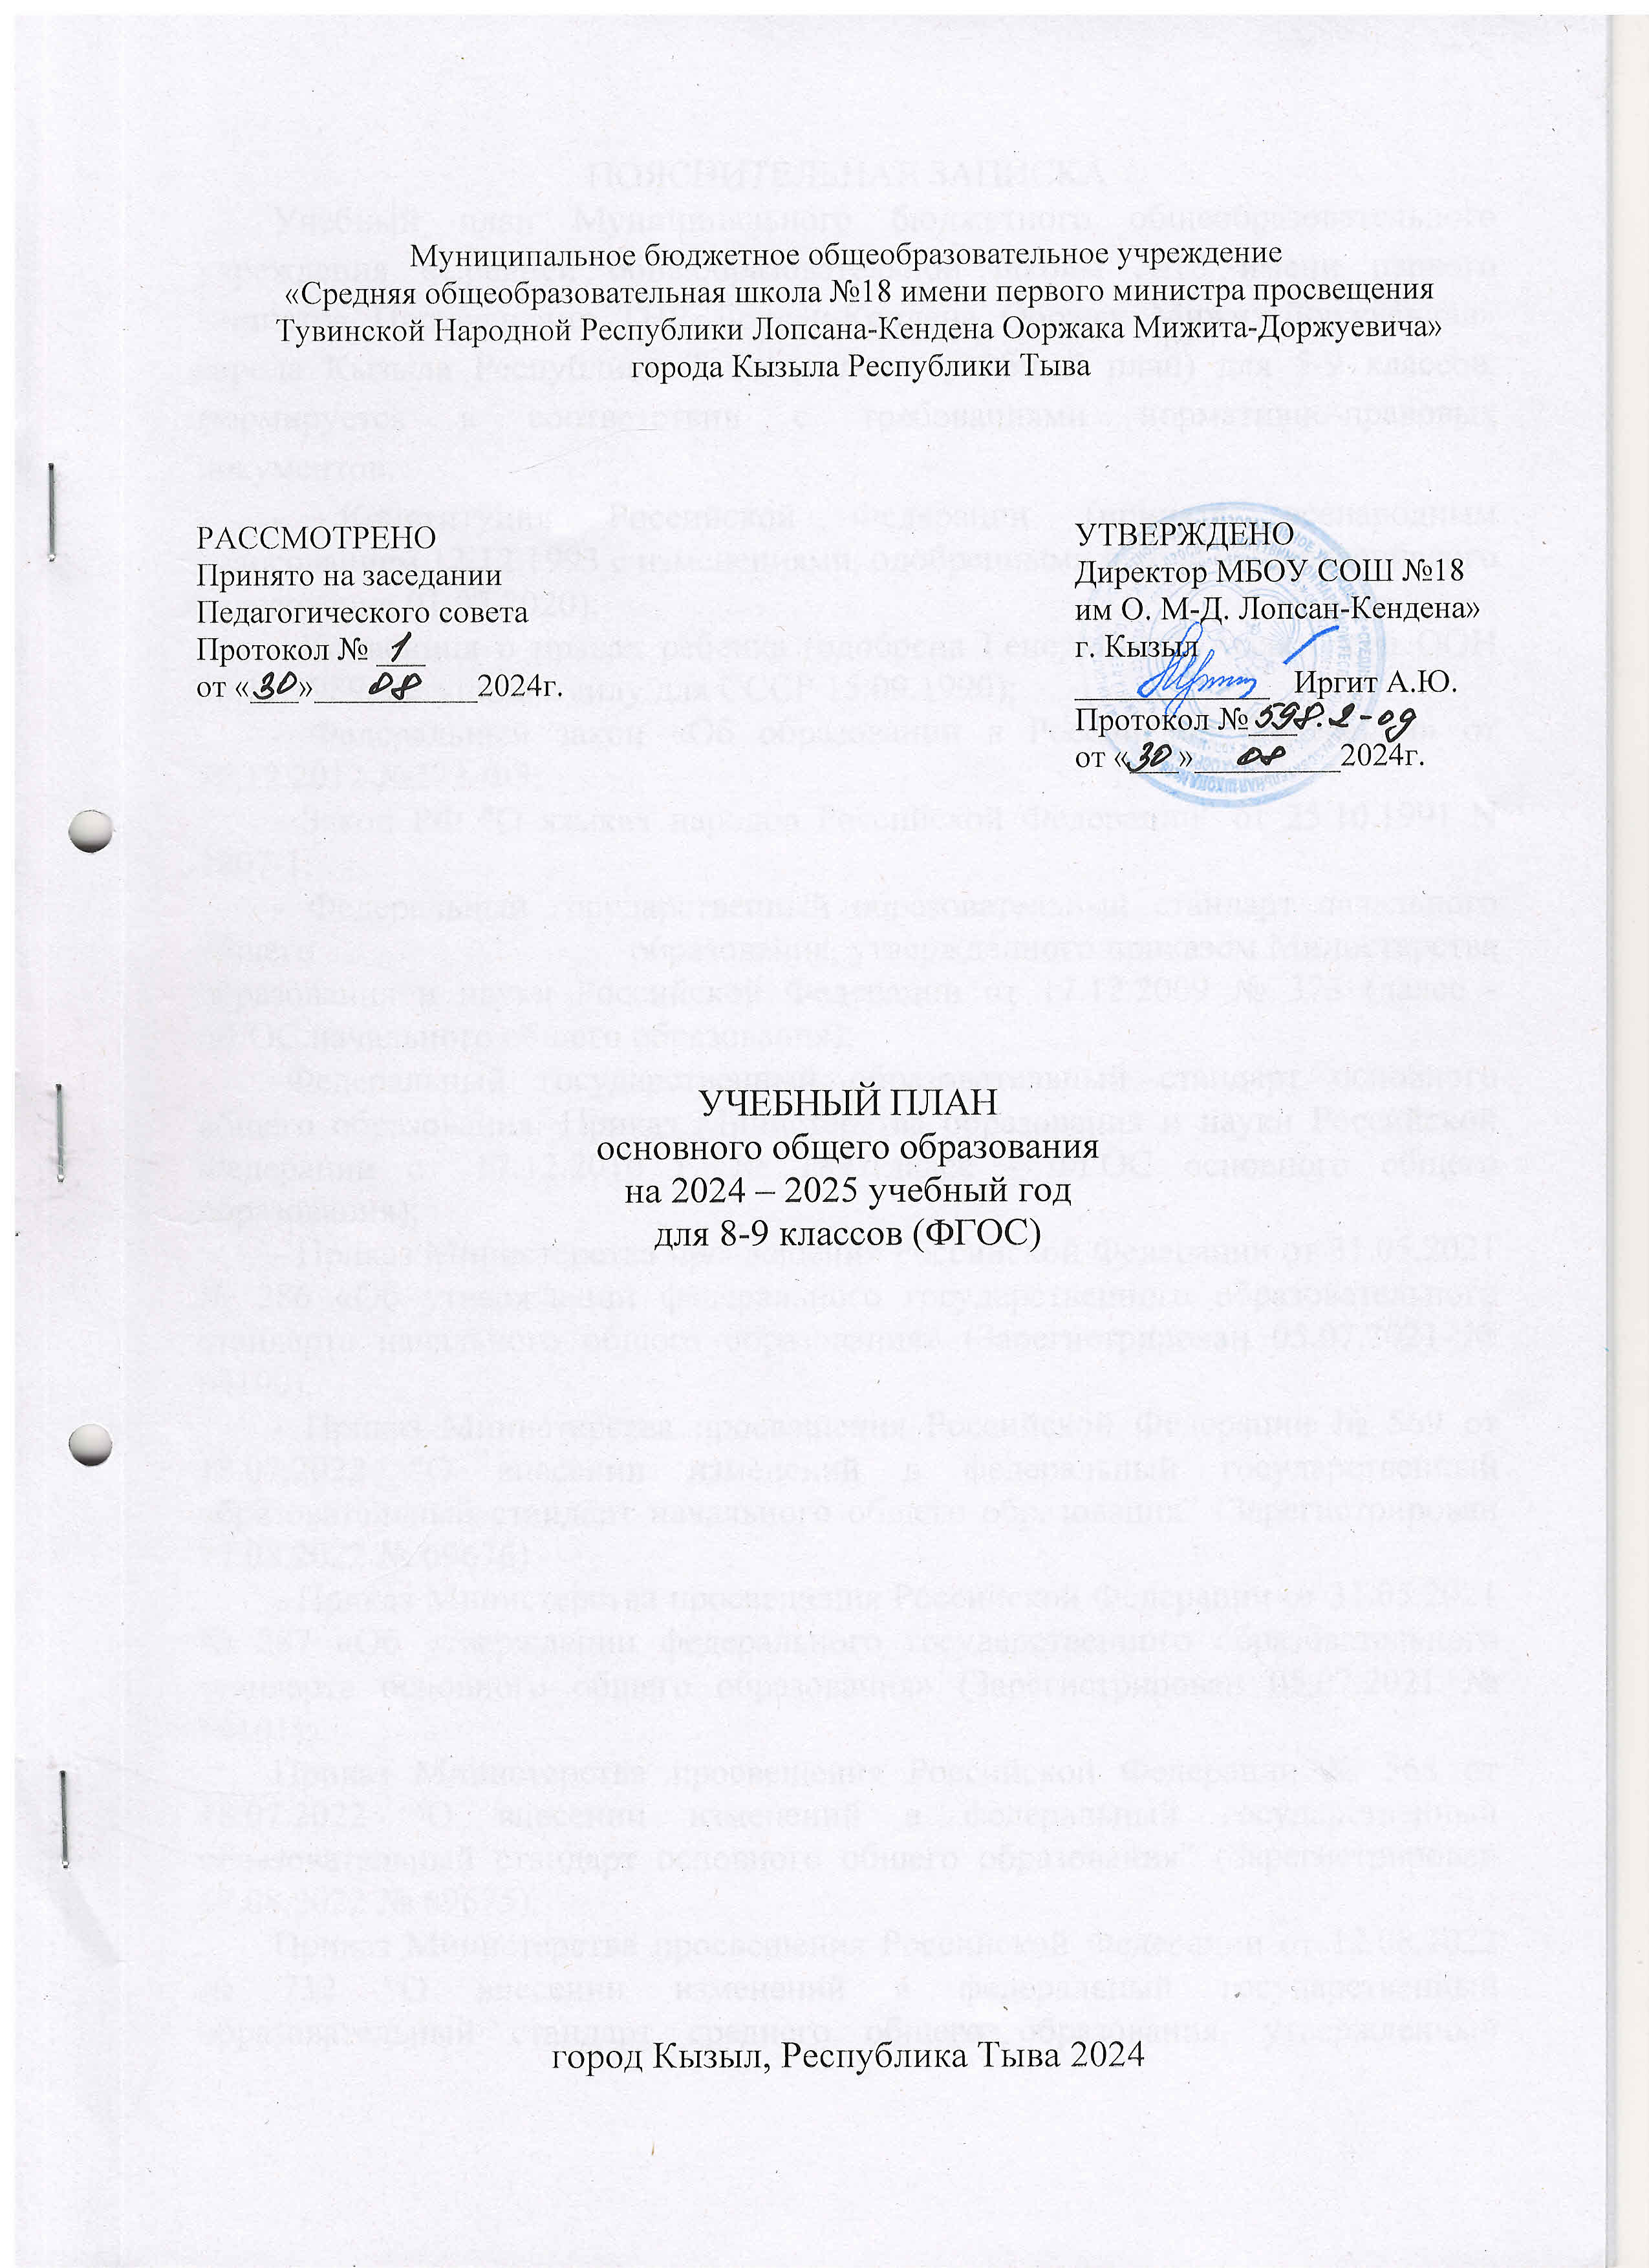 Муниципальное бюджетное общеобразовательное учреждение
«Средняя общеобразовательная школа №18 имени первого министра просвещения
Тувинской Народной Республики Лопсана-Кендена Ооржака Мижита-Доржуевича»
города Кызыла Республики Тыва
РАССМОТРЕНО
Принято на заседании
Педагогического совета
Протокол № 1
от «30» 08 2024г.
УТВЕРЖДЕНО
Директор МБОУ СОШ №18
им О. М-Д. Лопсан-Кендена»
г. Кызыл
Иргит А.Ю.
Протокол № 598.2-од
от «30» 08 2024г.
УЧЕБНЫЙ ПЛАН
основного общего образования
на 2024 – 2025 учебный год
для 8-9 классов (ФГОС)
город Кызыл, Республика Тыва 2024